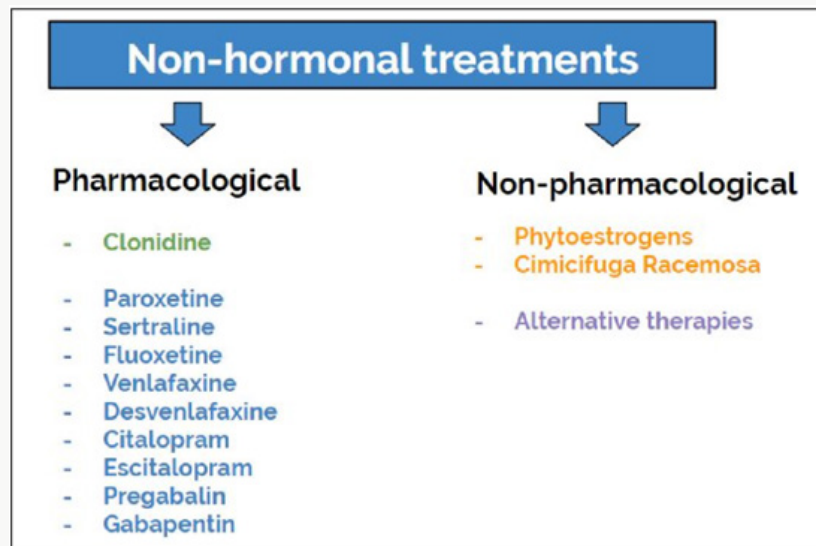 Non-hormonal treatments
Pharmacological
- Clonidine
- Paroxetine
- Sertraline
- Fluoxetine
- Venlafaxine
- Desvenlafaxine
- Citalopram
- Escitalopram
- Pregabalin
- Gabapentin
Non-pharmacological
- Phytoestrogens
- Cimicifuga Racemosa
- Alternative therapies